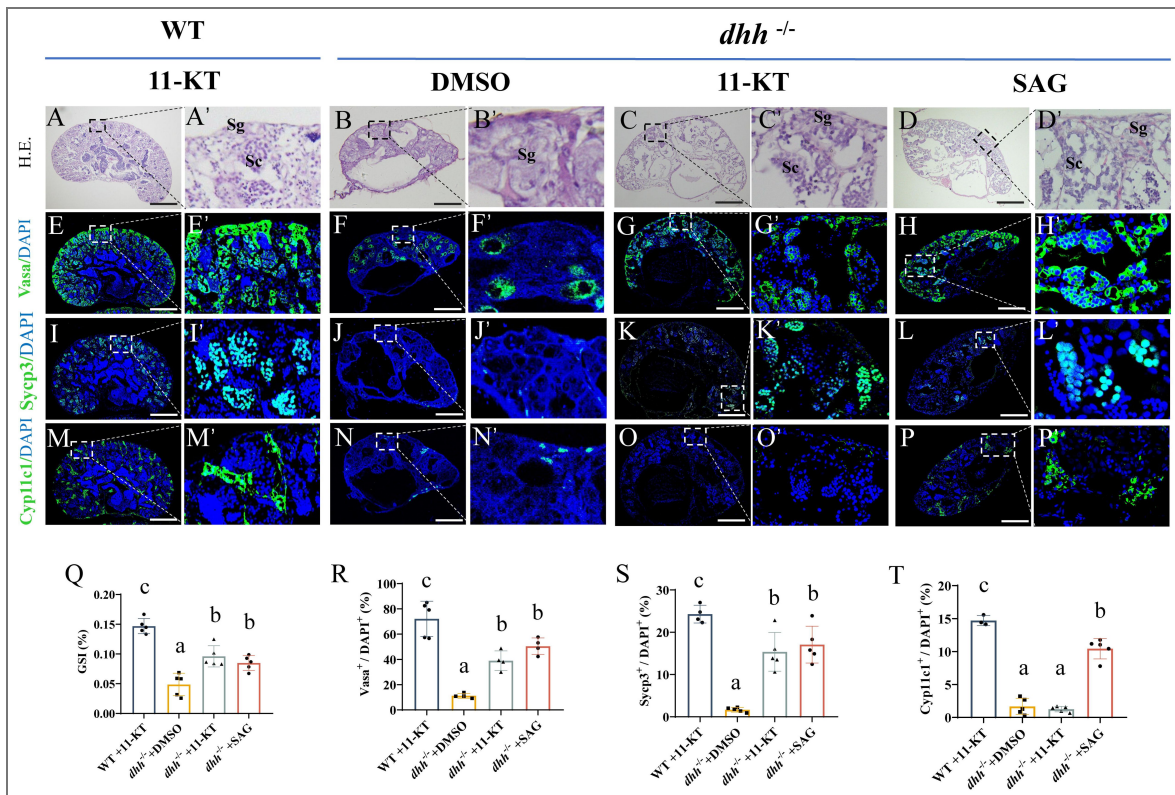 WT
dhh -/-
11-KT
DMSO
11-KT
SAG
H.E.
A
A'
Sg
Sc
B
B'
Sg
C
C'
Sg
Sc
D
D'
Sg
Sc
Vasa/DAPI
E
E'
F
F'
G
G'
H
H'
Sycp3/DAPI
I
I'
J
J'
K
K'
L
L'
Cyp11c1/DAPI
M
M'
N
N'
O
O'
P
P'
Q
GSI (%)
0.20
0.15
0.10
0.05
0.00
c
a
b
b
WT +11-KT
dhh-/-+DMSO
dhh-/-+11-KT
dhh-/-+SAG
R
Vasa+ / DAPI+ (%)
100
80
60
40
20
0
c
a
b
b
WT +11-KT
dhh-/-+DMSO
dhh-/-+11-KT
dhh-/-+SAG
S
Sycp3+ / DAPI+ (%)
30
20
10
0
c
a
b
b
WT +11-KT
dhh-/-+DMSO
dhh-/-+11-KT
dhh-/-+SAG
T
Cyp11c1+ / DAPI+ (%)
20
15
10
5
0
c
a
a
b
WT +11-KT
dhh-/-+DMSO
dhh-/-+11-KT
dhh-/-+SAG